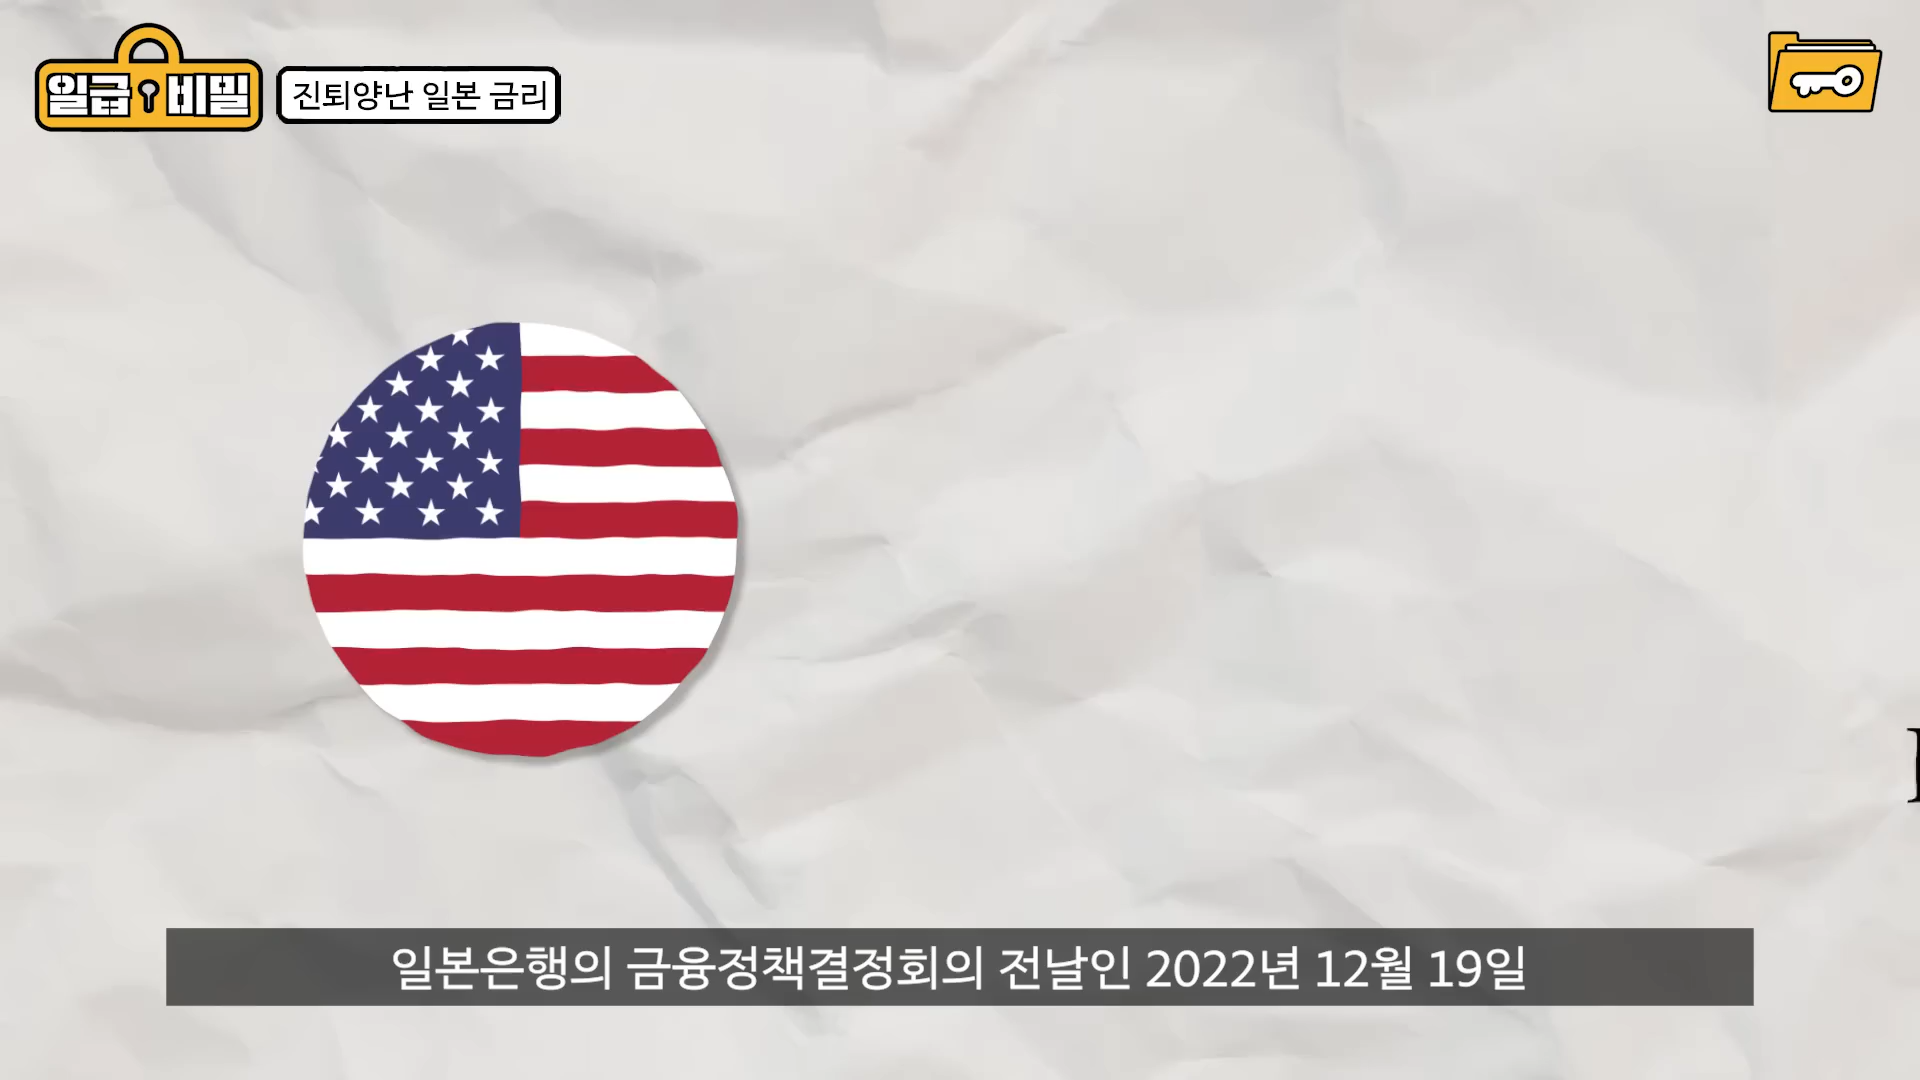 일급비밀
진퇴양난 일본 금리
일본은행의 금융정책결정회의 전날인 2022년 12월 19일